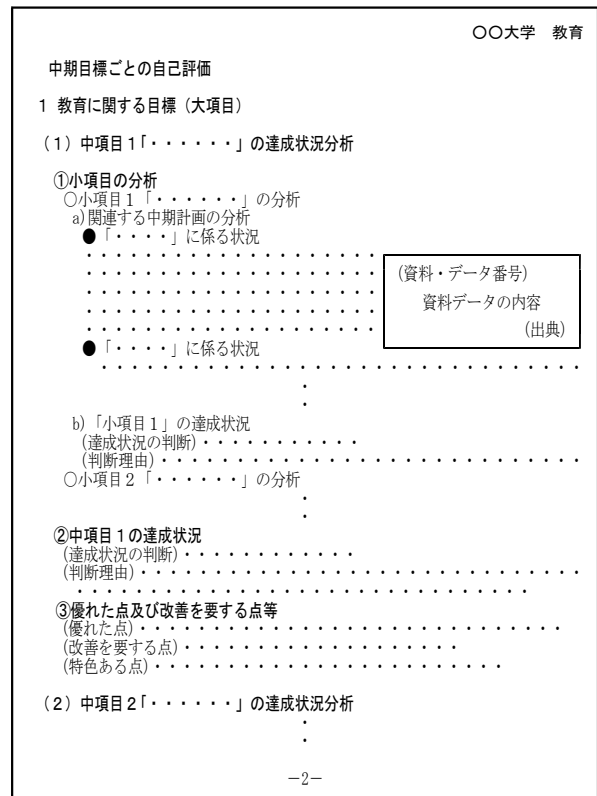 〇〇大学　教育
中期目標ごとの自己評価
１ 教育に関する目標（大項目）
（１）中項目１「・・・・・・」の達成状況分析
①小項目の分析
〇小項目１「・・・・・・」の分析
a)関連する中期計画の分析
●「・・・・」に係る状況
・・・・・・・・・・・・・・・・・・・・
・・・・・・・・・・・・・・・・・・・・
・・・・・・・・・・・・・・・・・・・・
・・・・・・・・・・・・・・・・・・・・
・・・・・・・・・・・・・・・・・・・・
(資料・データ番号)
資料データの内容
(出典)
●「・・・・」に係る状況
・・・・・・・・・・・・・・・・・・・・・・・・・・・・・・・・・
・
・
b)「小項目１」の達成状況
(達成状況の判断)・・・・・・・・・・・
(判断理由)・・・・・・・・・・・・・・・・・・・・・・・・・・・・・
〇小項目２「・・・・・・」の分析
・
・
②中項目１の達成状況
(達成状況の判断)・・・・・・・・・・・・
(判断理由)・・・・・・・・・・・・・・・・・・・・・・・・・・・・・・・
・・・・・・・・・・・・・・・・・・・・・・・・・・・・・・・・
③優れた点及び改善を要する点等
(優れた点)・・・・・・・・・・・・・・・・・・・・・・・・・・・・・・
(改善を要する点)・・・・・・・・・・・・・・・・・・・
(特色ある点)・・・・・・・・・・・・・・・・・・・・・・・・
（２）中項目２「・・・・・・」の達成状況分析
・
・
－2－